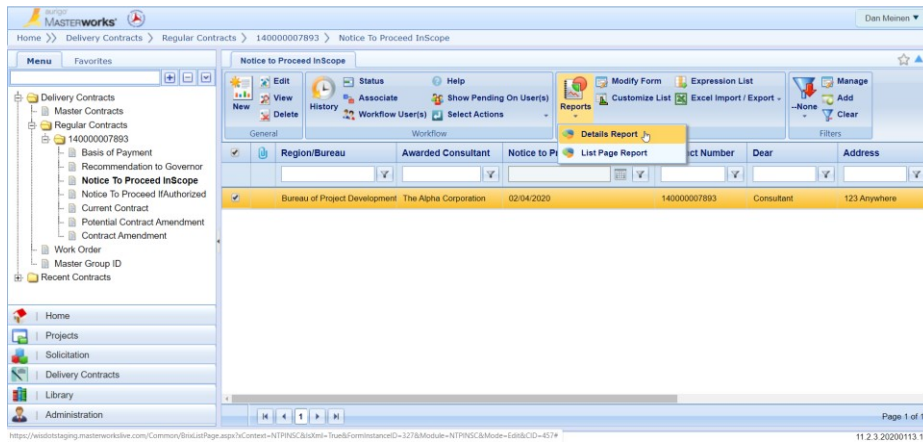 aurigo
MASTERWORKS'
Dan Meinen ▼
Home >> Delivery Contracts > Regular Contracts > 140000007893 > Notice To Proceed InScope
Menu Favorites
Notice to Proceed InScope
New
Edit
View
Delete
General
History
Status
Associate
Workflow User(s)
Help
Show Pending On User(s)
Select Actions
Workflow
Reports
Modify Form
Customize List
Expression List
Excel Import / Export
--None
Manage
Add
Clear
Filters
Details Report
List Page Report
Delivery Contracts
Master Contracts
Regular Contracts
140000007893
Basis of Payment
Recommendation to Governor
Notice To Proceed InScope
Notice To Proceed IfAuthorized
Current Contract
Potential Contract Amendment
Contract Amendment
Work Order
Master Group ID
Recent Contracts
Region/Bureau Awarded Consultant Notice to P ct Number Dear Address
Bureau of Project Development The Alpha Corporation 02/04/2020 140000007893 Consultant 123 Anywhere
Home
Projects
Solicitation
Delivery Contracts
Library
Administration
1
Page 1 of 1
https://wisdotstaging.masterworkslive.com/Common/BrixListPage.aspx?xContext=NTPINSC&IsXml=True&FormInstanceID=327&Module=NTPINSC&Mode=Edit&CID=457#
11.2.3.20200113.1